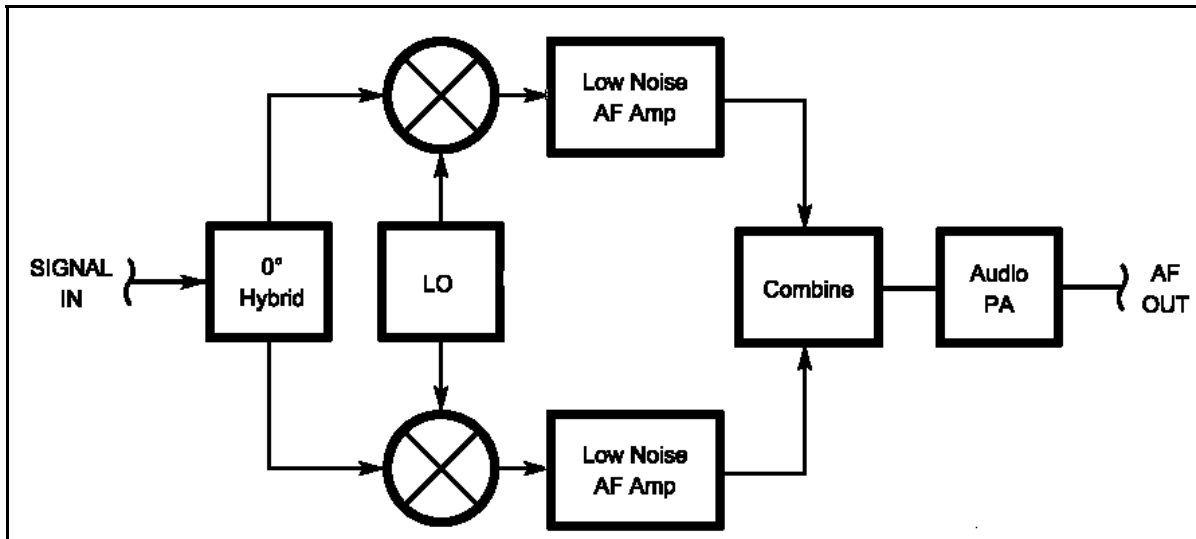 Low Noise
AF Amp
SIGNAL
IN
0°
Hybrid
LO
Combine
Audio
PA
AF
OUT
Low Noise
AF Amp